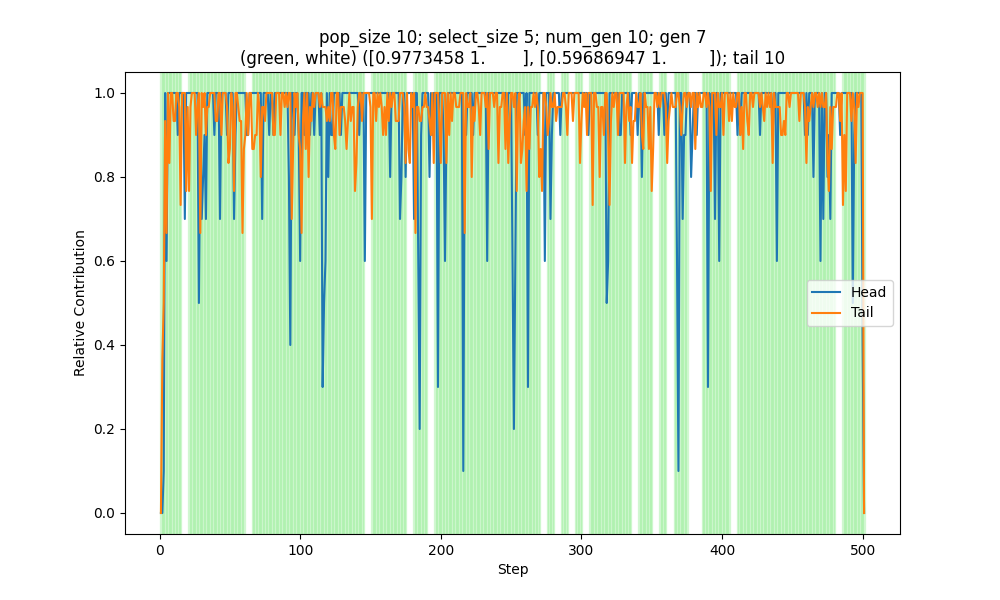 pop_size 10; select_size 5; num_gen 10; gen 7
(green, white) ([0.9773458 1.        ], [0.59686947 1.         ]); tail 10
1.0
0.8
0.6
0.4
0.2
0.0
Relative Contribution
Head
Tail
0
100
200
300
400
500
Step